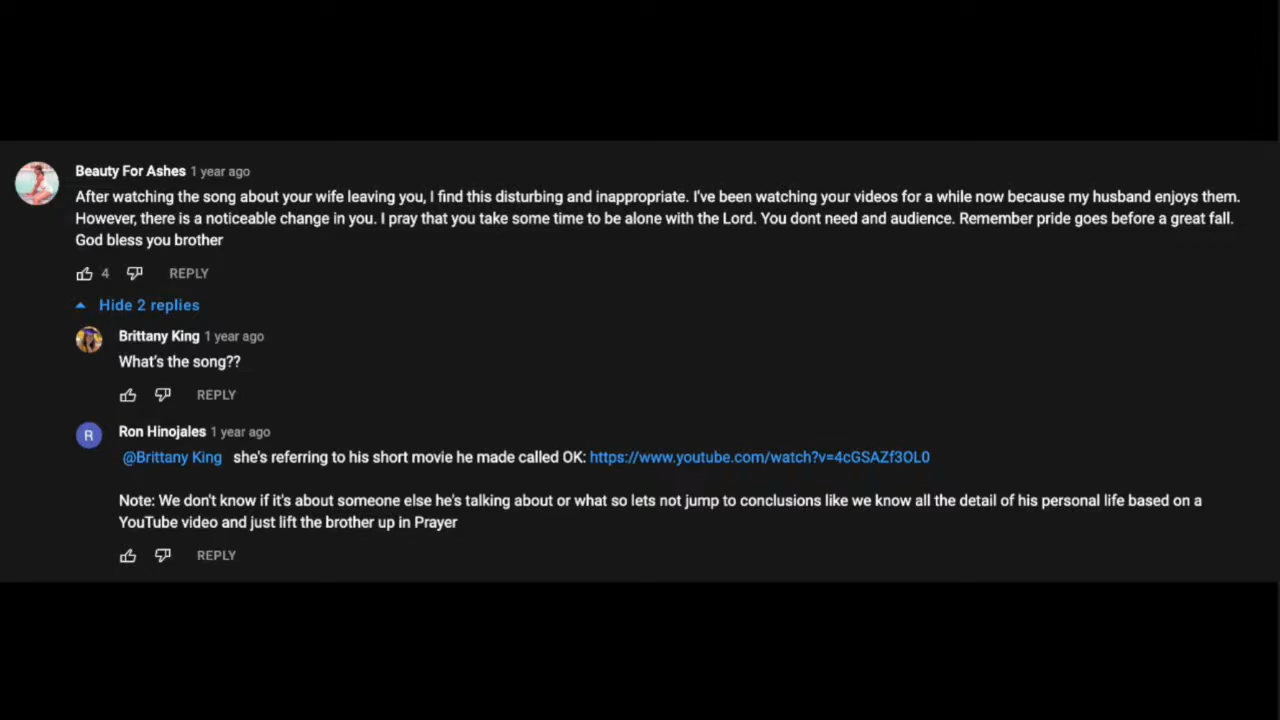 Beauty For Ashes 1 year ago
After watching the song about your wife leaving you, I find this disturbing and inappropriate. I've been watching your videos for a while now because my husband enjoys them.
However, there is a noticeable change in you. I pray that you take some time to be alone with the Lord. You dont need and audience. Remember pride goes before a great fall.
God bless you brother
4 REPLY
Hide 2 replies
Brittany King 1 year ago
What's the song??
REPLY
R
Ron Hinojales 1 year ago
@Brittany King she's referring to his short movie he made called OK: https://www.youtube.com/watch?v=4cGSAZf3OL0
Note: We don't know if it's about someone else he's talking about or what so lets not jump to conclusions like we know all the detail of his personal life based on a
YouTube video and just lift the brother up in Prayer
REPLY